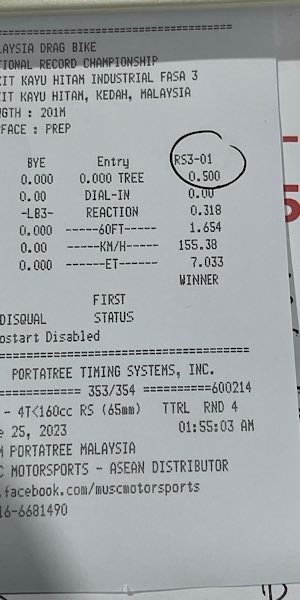 ========================================
LAYSIA DRAG BIKE
TIONAL RECORD CHAMPIONSHIP
IT KAYU HITAM INDUSTRIAL FASA 3
IT KAYU HITAM, KEDAH, MALAYSIA
NGTH : 201M
FACE : PREP
BYE Entry RS3-01
0.000 0.000 TREE 0.500
0.00 DIAL-IN 0.00
-LB3- REACTION 0.318
0.000 -----60FT----- 1.654
0.00 -----KM/H----- 155.38
0.000 ------ET------ 7.033
WINNER
FIRST
DISQUAL STATUS
ostart Disabled
========================================
PORTATREE TIMING SYSTEMS, INC.
=========== 353/354 ==========600214
- 4T<160cc RS (65mm) TTRL RND 4
e 25, 2023 01:55:03 AM
M PORTATREE MALAYSIA
C MOTORSPORTS - ASEAN DISTRIBUTOR
.facebook.com/muscmotorsports
16-6681490